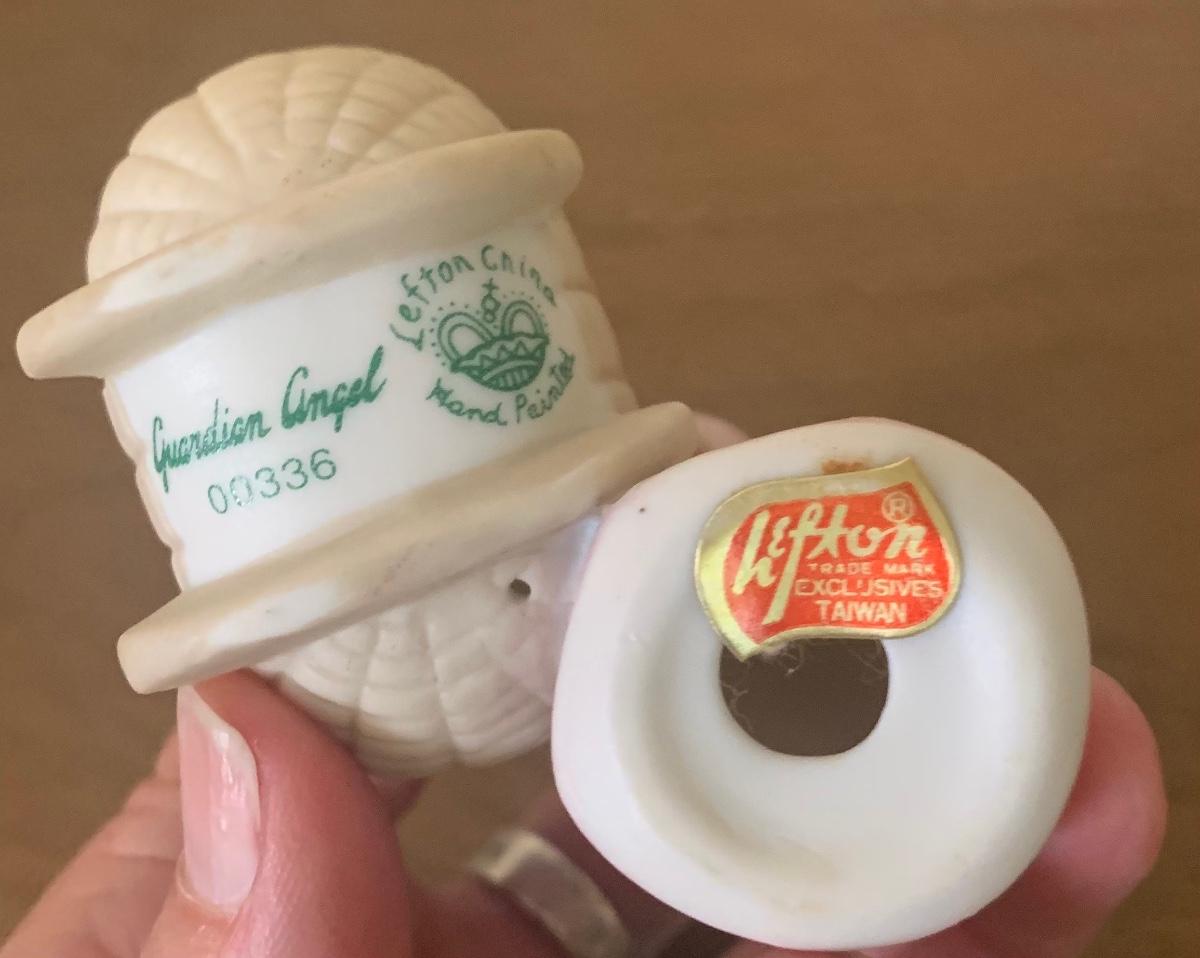 Lefton China
Hand Painted
Guardian Angel
00336
Lefton ®
TRADE MARK
EXCLUSIVES
TAIWAN